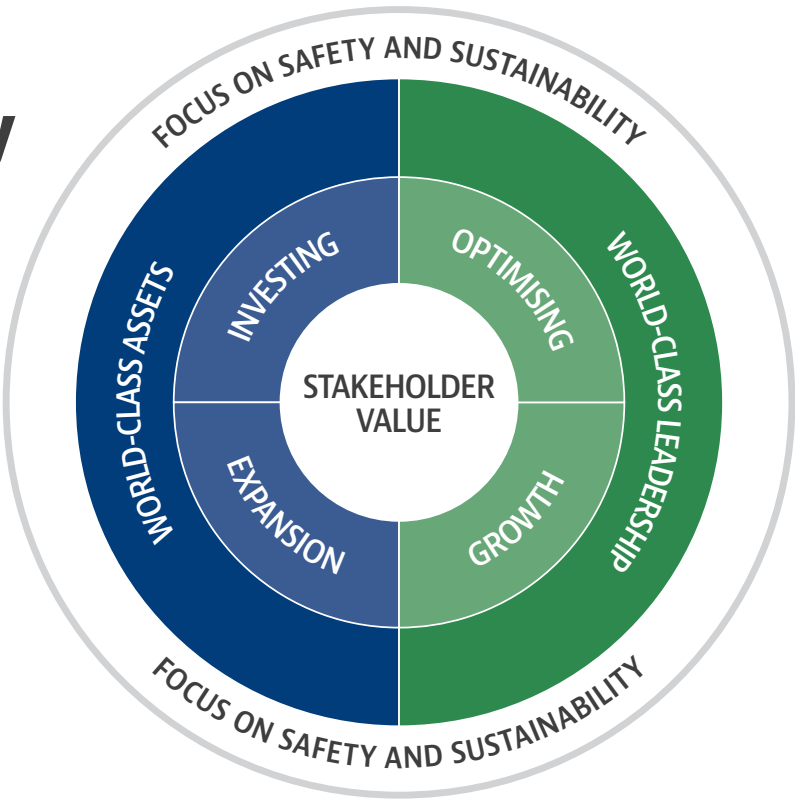 FOCUS ON SAFETY AND SUSTAINABILITY
WORLD-CLASS ASSETS
INVESTING
OPTIMISING
WORLD-CLASS LEADERSHIP
STAKEHOLDER
VALUE
EXPANSION
GROWTH
FOCUS ON SAFETY AND SUSTAINABILITY